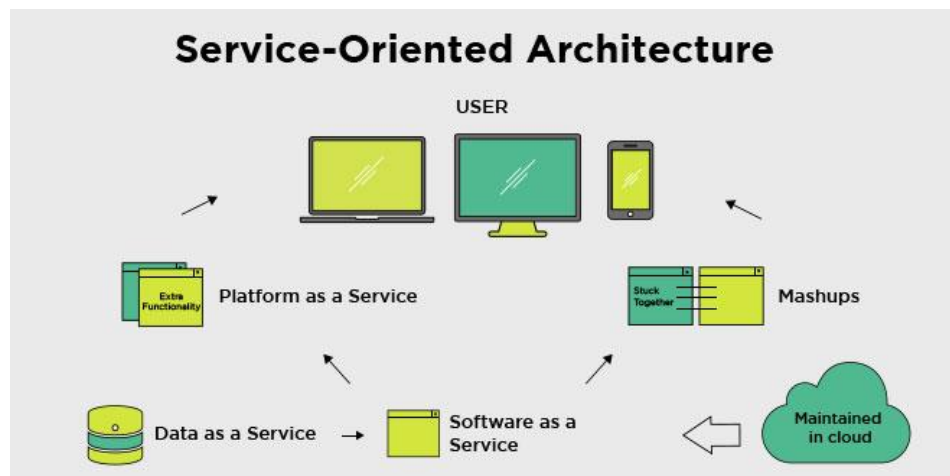 Service-Oriented Architecture
USER
Extra
Functionality
Platform as a Service
Stuck
Together
Mashups
Data as a Service
Software as a
Service
Maintained
in cloud